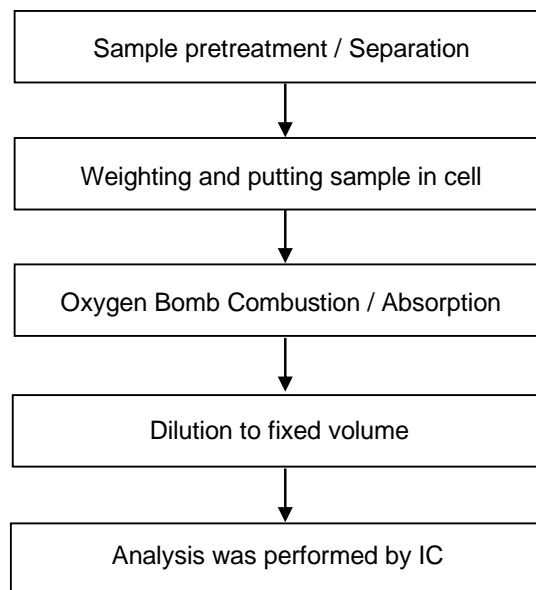 Sample pretreatment / Separation
Weighting and putting sample in cell
Oxygen Bomb Combustion / Absorption
Dilution to fixed volume
Analysis was performed by IC